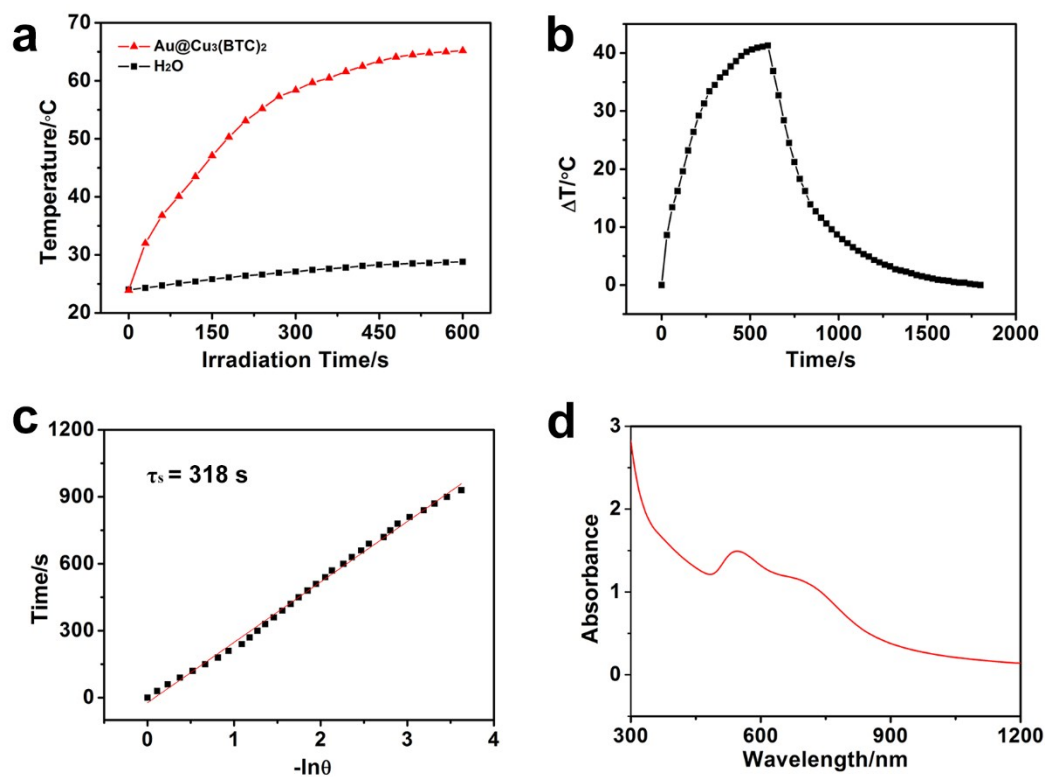 a
70
60
50
40
30
20
Temperature/°C
Au@Cu₃(BTC)₂
H₂O
0 150 300 450 600
Irradiation Time/s
b
40
30
20
10
0
ΔT/°C
0 500 1000 1500 2000
Time/s
c
1200
900
600
300
0
Time/s
τs = 318 s
0 1 2 3 4
-lnθ
d
3
2
1
0
Absorbance
300 600 900 1200
Wavelength/nm